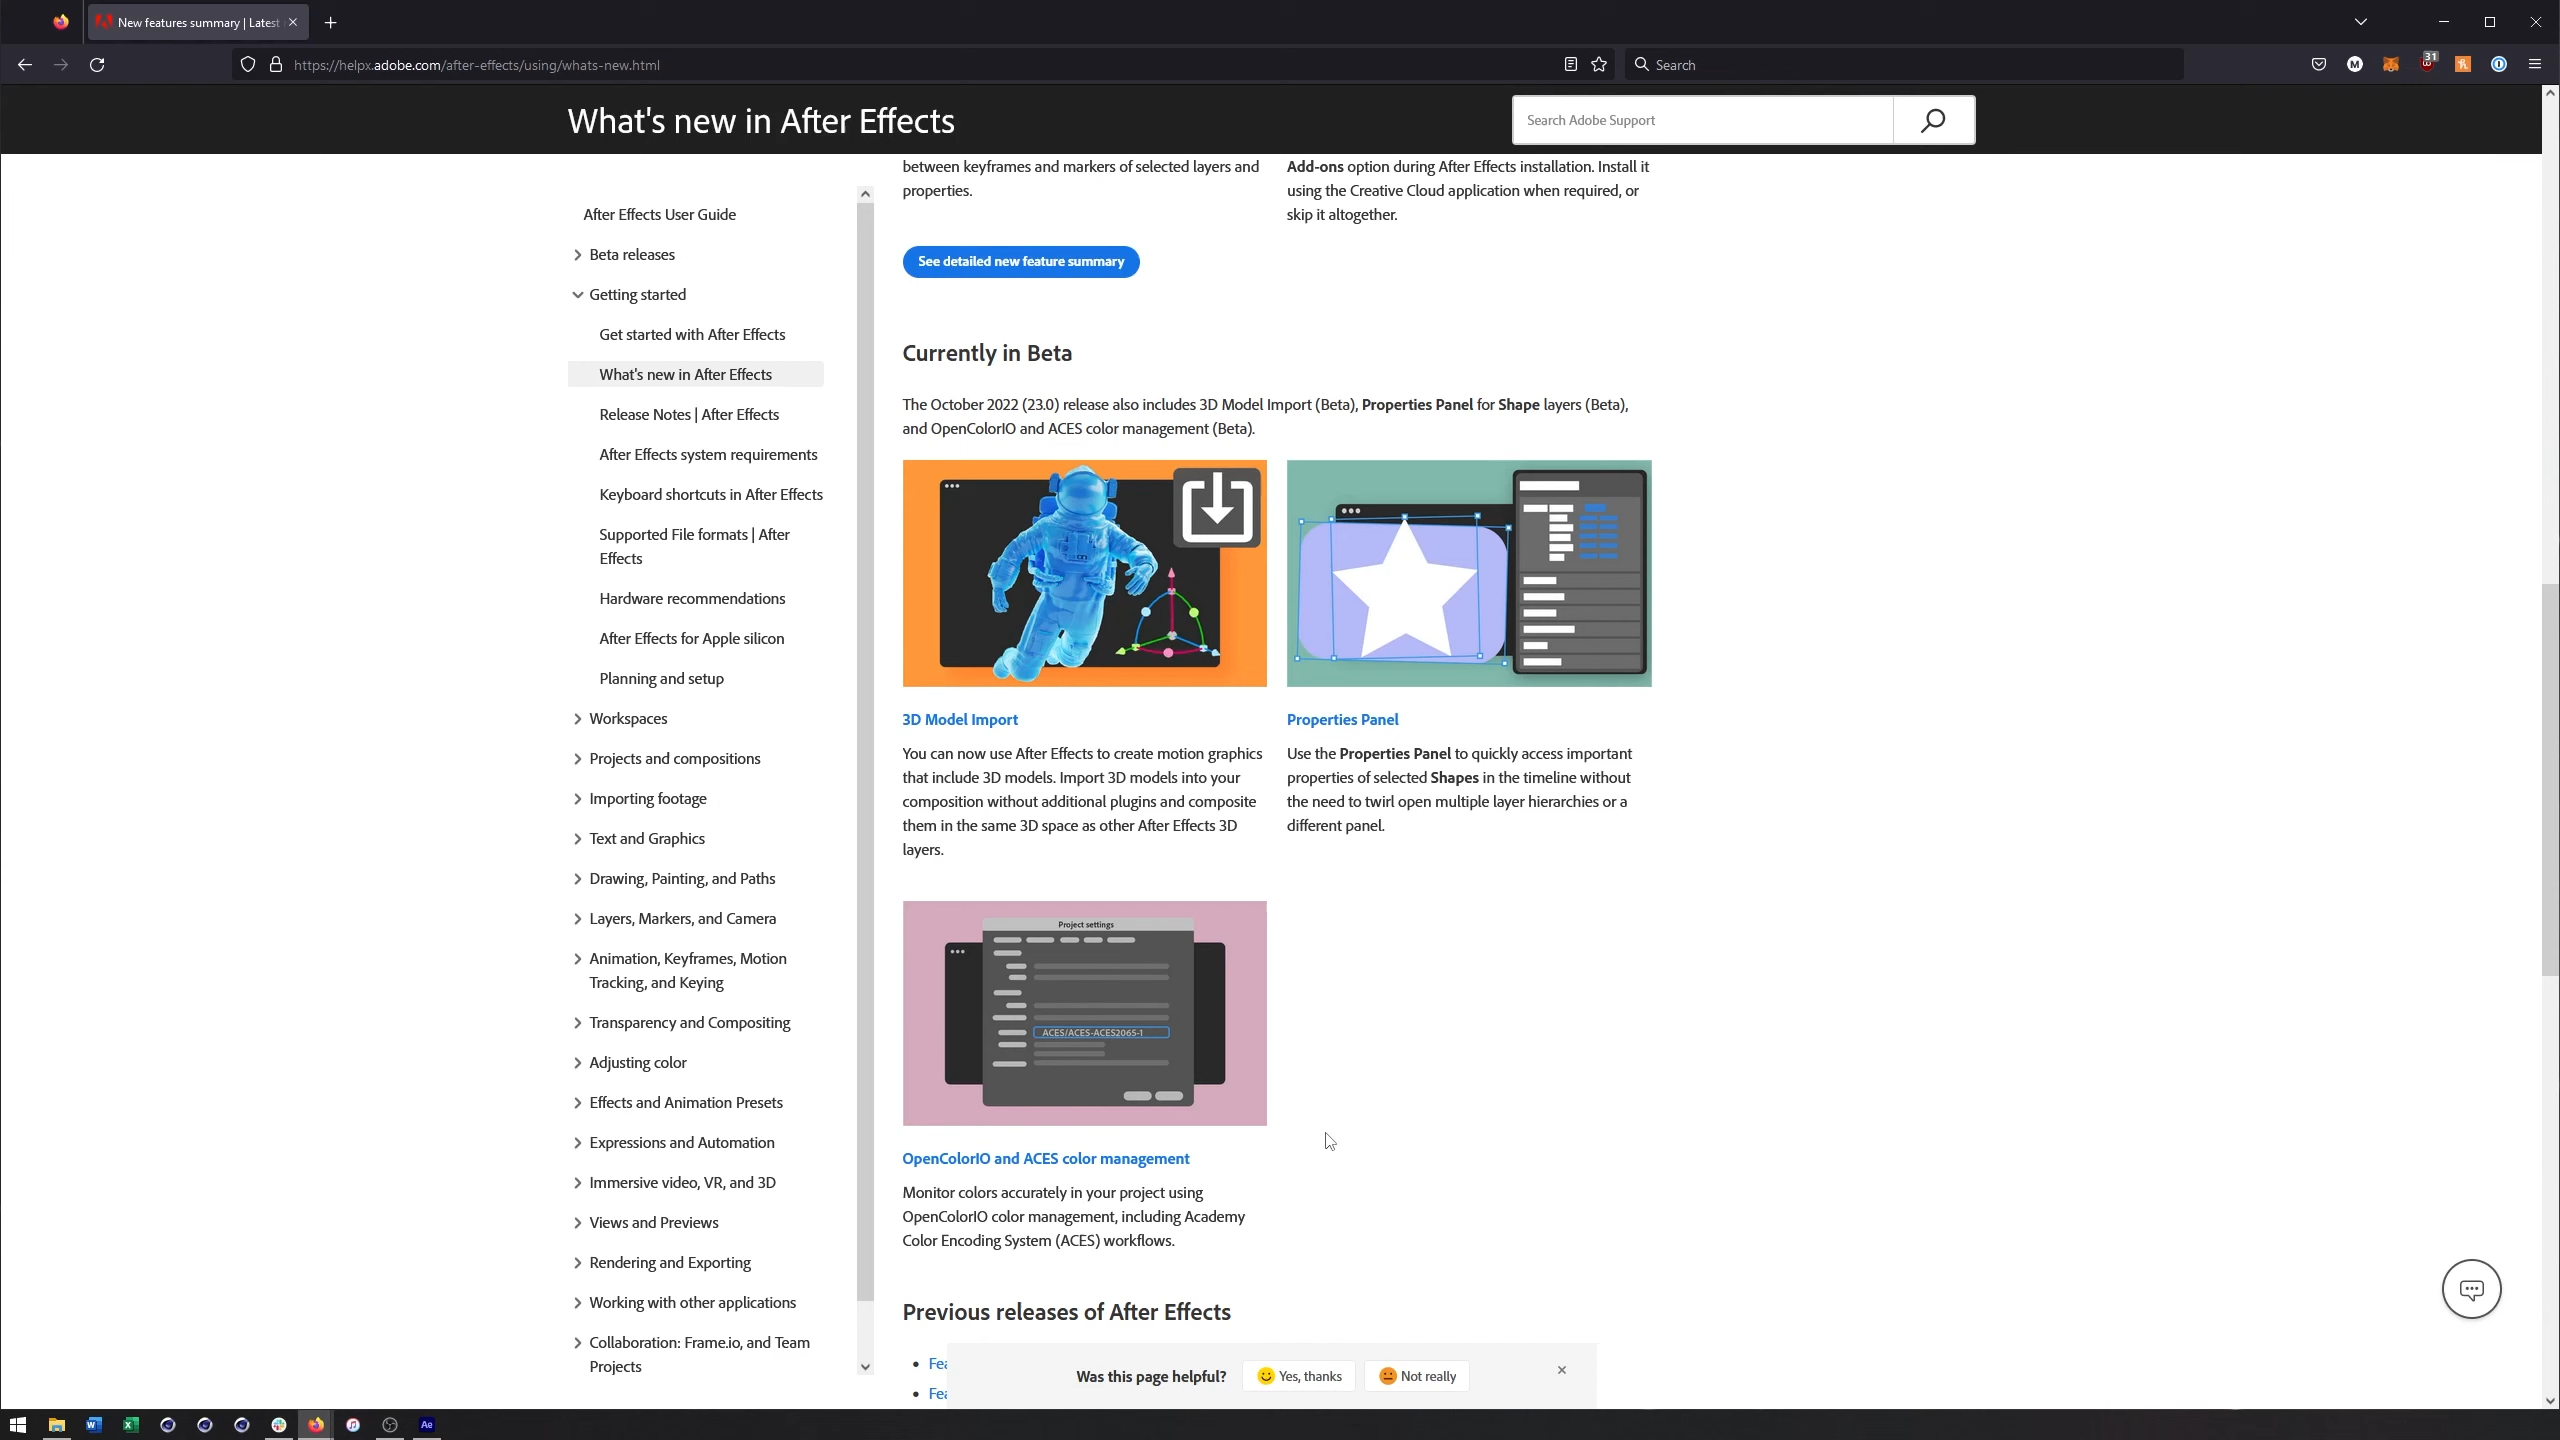 New features summary | Latest
https://helpx.adobe.com/after-effects/using/whats-new.html
Search
31
What's new in After Effects
Search Adobe Support
After Effects User Guide
Beta releases
Getting started
Get started with After Effects
What's new in After Effects
Release Notes | After Effects
After Effects system requirements
Keyboard shortcuts in After Effects
Supported File formats | After
Effects
Hardware recommendations
After Effects for Apple silicon
Planning and setup
Workspaces
Projects and compositions
Importing footage
Text and Graphics
Drawing, Painting, and Paths
Layers, Markers, and Camera
Animation, Keyframes, Motion
Tracking, and Keying
Transparency and Compositing
Adjusting color
Effects and Animation Presets
Expressions and Automation
Immersive video, VR, and 3D
Views and Previews
Rendering and Exporting
Working with other applications
Collaboration: Frame.io, and Team
Projects
between keyframes and markers of selected layers and
properties.
Add-ons option during After Effects installation. Install it
using the Creative Cloud application when required, or
skip it altogether.
See detailed new feature summary
Currently in Beta
The October 2022 (23.0) release also includes 3D Model Import (Beta), Properties Panel for Shape layers (Beta),
and OpenColorIO and ACES color management (Beta).
3D Model Import
You can now use After Effects to create motion graphics
that include 3D models. Import 3D models into your
composition without additional plugins and composite
them in the same 3D space as other After Effects 3D
layers.
Properties Panel
Use the Properties Panel to quickly access important
properties of selected Shapes in the timeline without
the need to twirl open multiple layer hierarchies or a
different panel.
Project settings
ACES/ACES-ACES2065-1
OpenColorIO and ACES color management
Monitor colors accurately in your project using
OpenColorIO color management, including Academy
Color Encoding System (ACES) workflows.
Previous releases of After Effects
Fea
Fea
Was this page helpful?
Yes, thanks
Not really
Ae